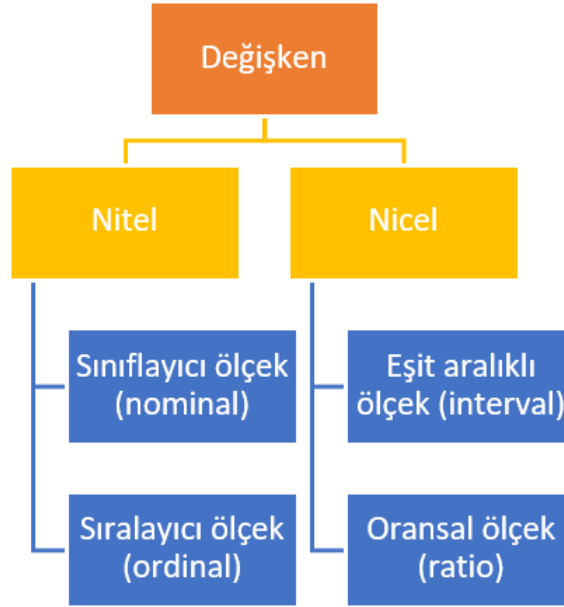 Değişken
Nitel
Nicel
Sınıflayıcı ölçek
(nominal)
Eşit aralıklı
ölçek (interval)
Sıralayıcı ölçek
(ordinal)
Oransal ölçek
(ratio)